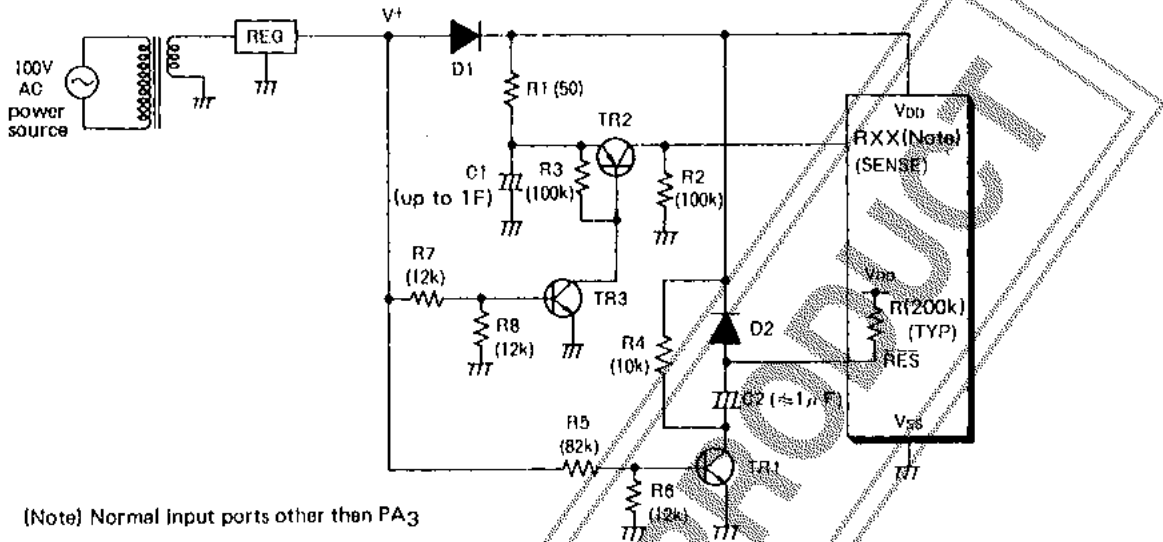 V+
REG
D1
100V
AC
power
source
R1 (50)
VDD
TR2
RXX(Note)
(SENSE)
C1
(up to 1F)
R3
(100k)
R2
(100k)
R7
(12k)
TR3
VDD
R(200k)
(TYP)
R8
(12k)
D2
R4
(10k)
RES
C2 (≒1μF)
VSS
R5
(82k)
TR1
R6
(12k)
(Note) Normal input ports other then PA3
PRODUCT